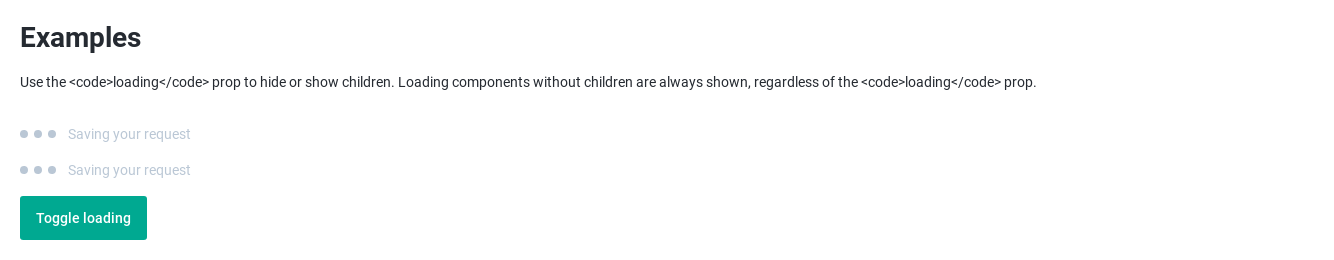 Examples
Use the <code>loading</code> prop to hide or show children. Loading components without children are always shown, regardless of the <code>loading</code> prop.
Saving your request
Saving your request
Toggle loading